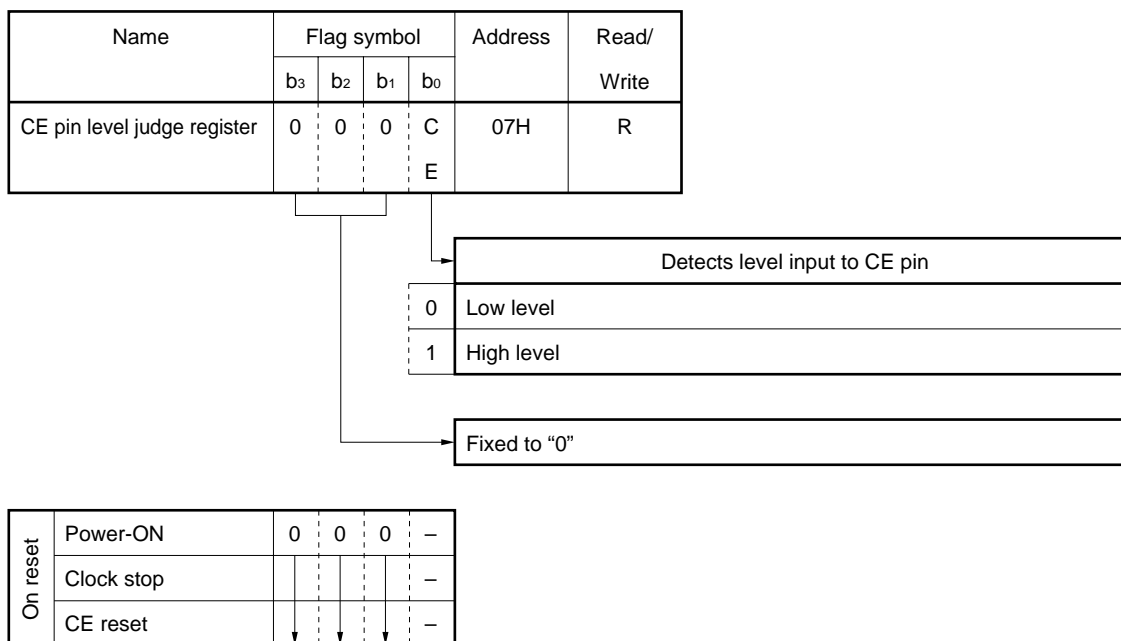 Name Flag symbol Address Read/
b3 b2 b1 b0 Write
CE pin level judge register 0 0 0 C 07H R
E
Detects level input to CE pin
0 Low level
1 High level
Fixed to “0”
On reset
Power-ON 0 0 0 –
Clock stop –
CE reset –